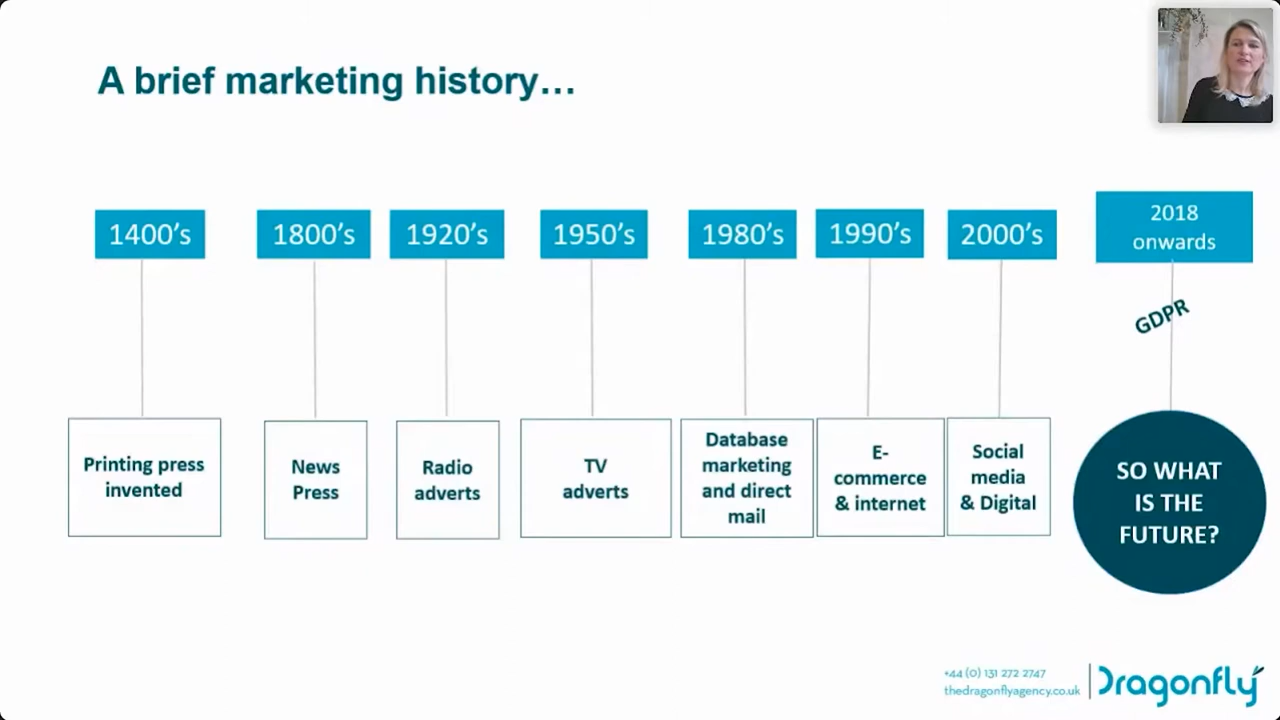 A brief marketing history…
1400’s
1800’s
1920’s
1950’s
1980’s
1990’s
2000’s
2018
onwards
GDPR
Printing press
invented
News
Press
Radio
adverts
TV
adverts
Database
marketing
and direct
mail
E-
commerce
& internet
Social
media
& Digital
SO WHAT
IS THE
FUTURE?
+44 (0) 131 272 2747
thedragonflyagency.co.uk
Dragonfly